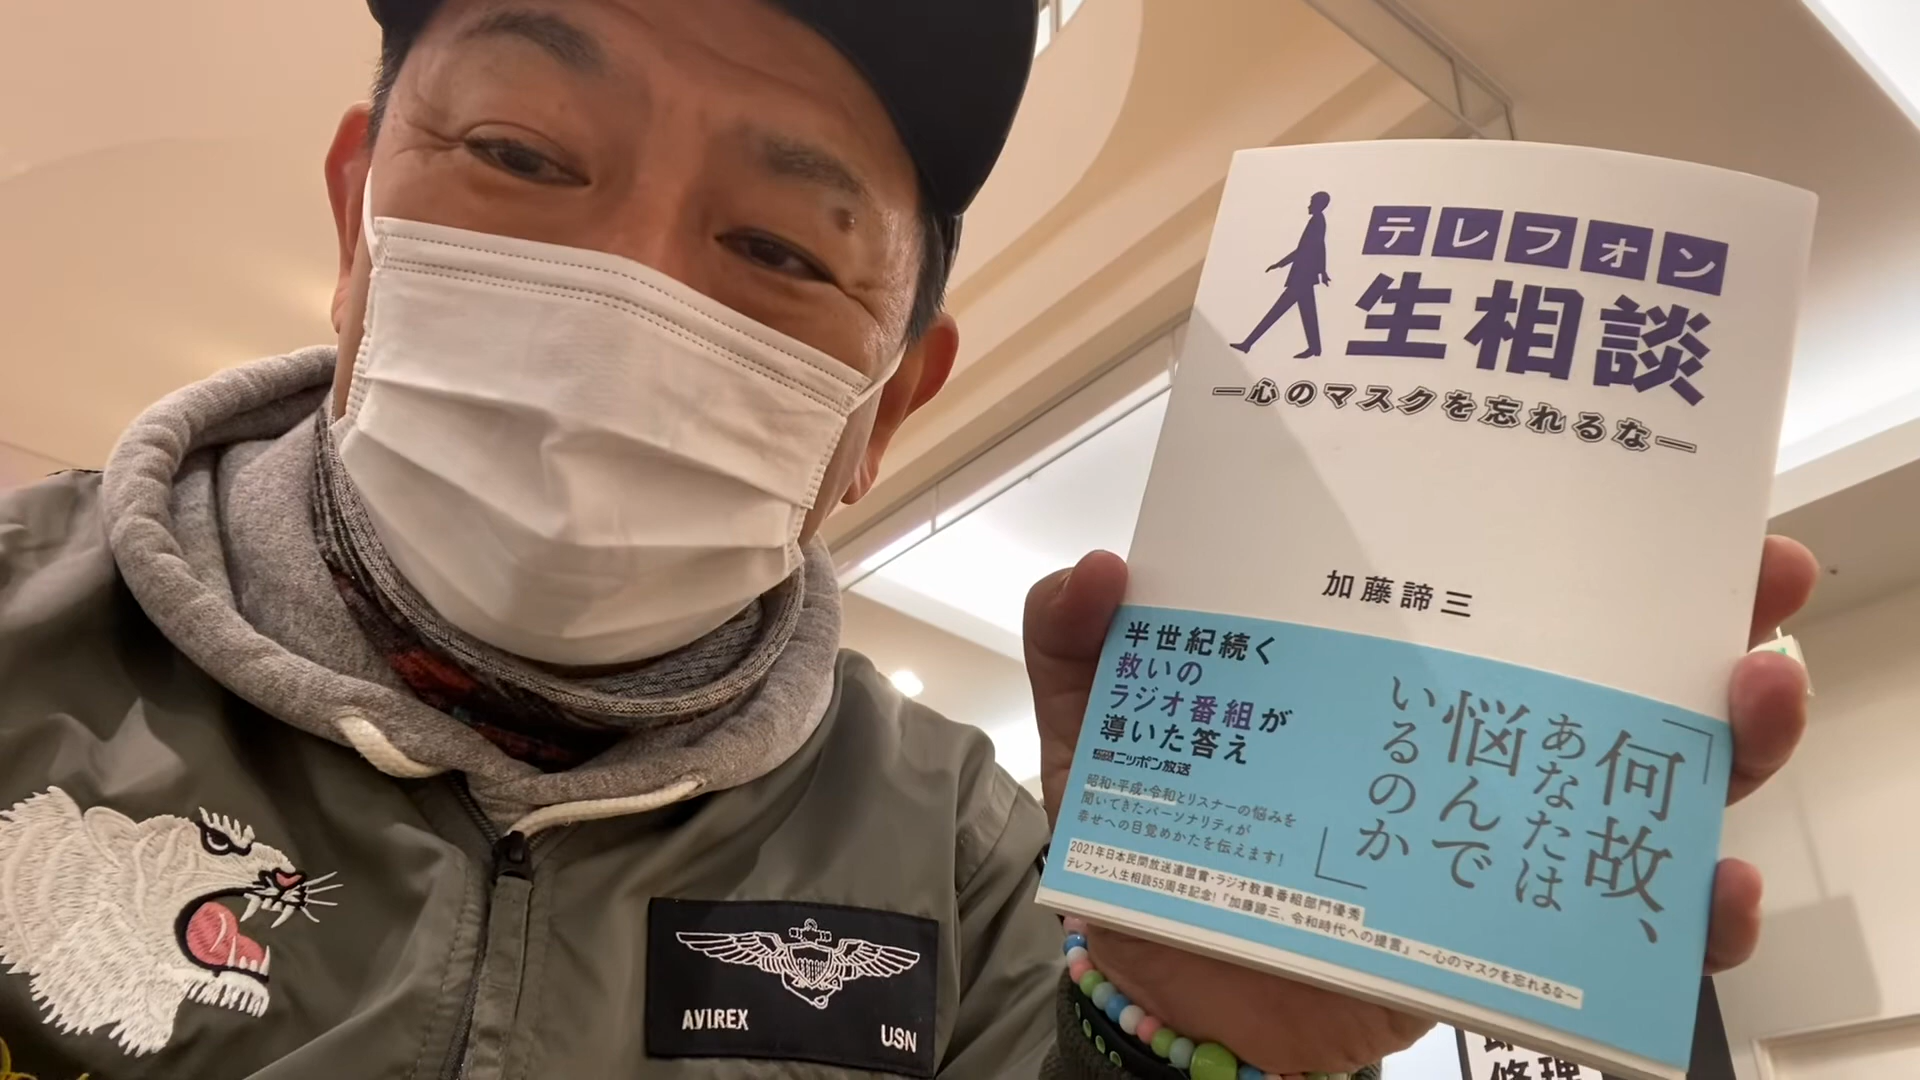 テレフォン
人生相談
―心のマスクを忘れるな―
加藤諦三
半世紀続く
救いの
ラジオ番組が
導いた答え
ニッポン放送
昭和・平成・令和とリスナーの悩みを
聞いてきたパーソナリティが
幸せへの目覚めかたを伝えます!
2021年日本民間放送連盟賞・ラジオ教養番組部門優秀
テレフォン人生相談55周年記念!『加藤諦三、令和時代への提言』~心のマスクを忘れるな~
「何故、
あなたは
悩んで
いるのか」
AVIREX
USN
修理